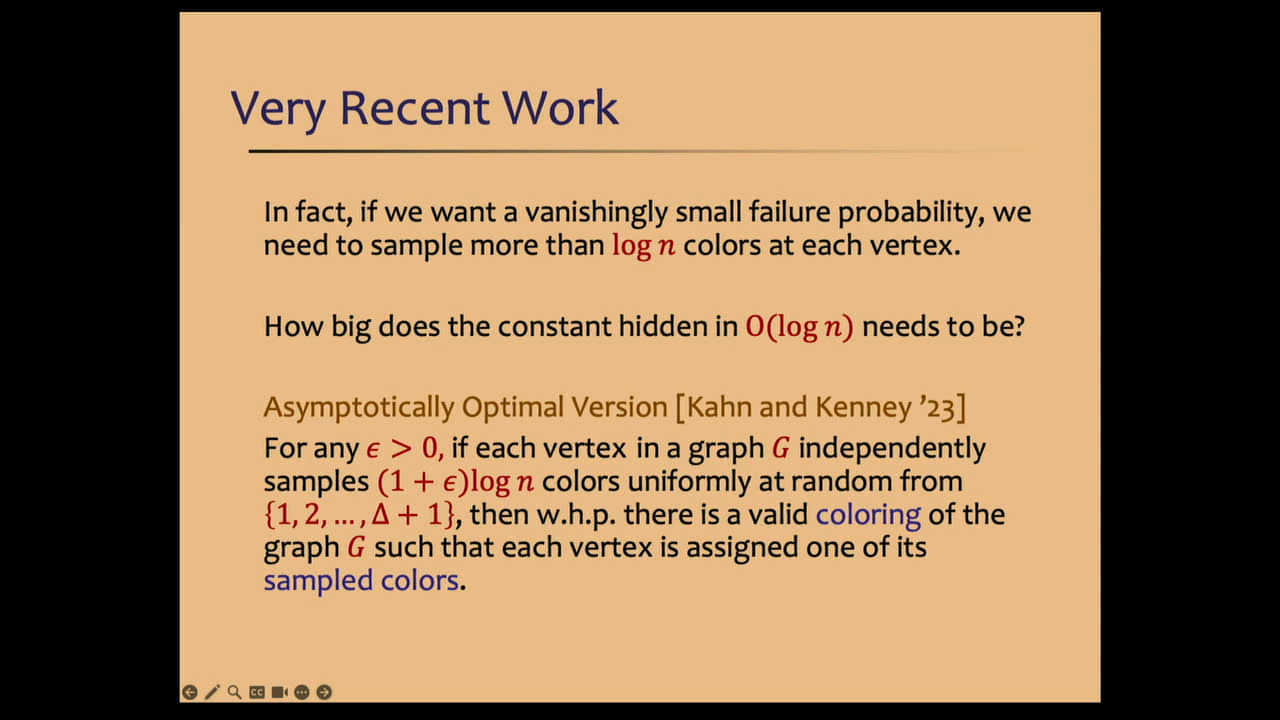 Very Recent Work
In fact, if we want a vanishingly small failure probability, we
need to sample more than log n colors at each vertex.
How big does the constant hidden in O(log n) needs to be?
Asymptotically Optimal Version [Kahn and Kenney ’23]
For any ϵ > 0, if each vertex in a graph G independently
samples (1 + ϵ)log n colors uniformly at random from
{1, 2, ... , Δ + 1}, then w.h.p. there is a valid coloring of the
graph G such that each vertex is assigned one of its
sampled colors.
CC